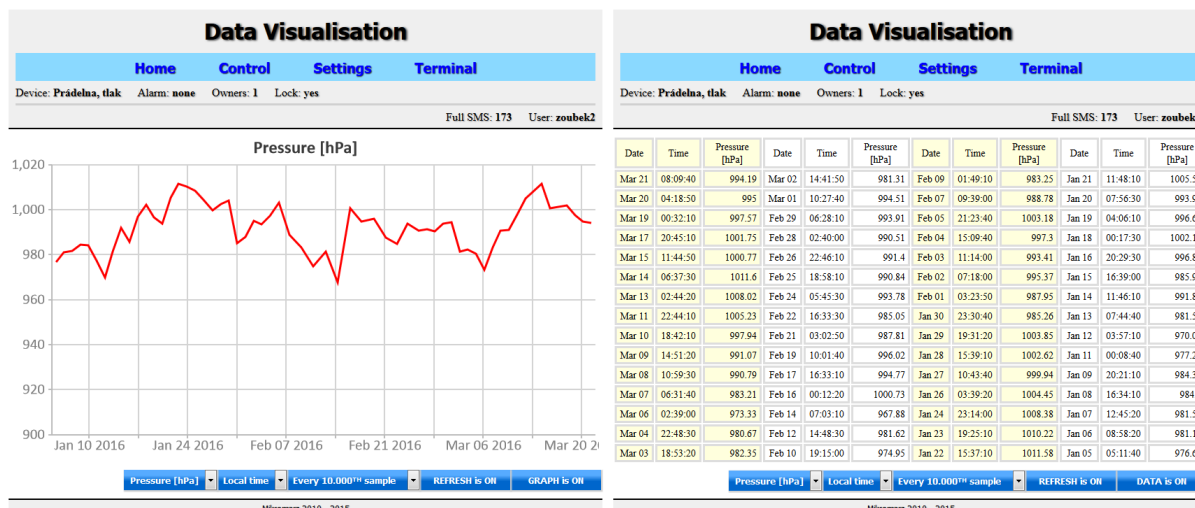 Data Visualisation
Home Control Settings Terminal
Device: Prádelna, tlak Alarm: none Owners: 1 Lock: yes
Full SMS: 173 User: zoubek2
Pressure [hPa]
1,020
1,000
980
960
940
920
900
Jan 10 2016 Jan 24 2016 Feb 07 2016 Feb 21 2016 Mar 06 2016 Mar 20 2
Pressure [hPa] Local time Every 10.000TH sample REFRESH is ON GRAPH is ON
Data Visualisation
Home Control Settings Terminal
Device: Prádelna, tlak Alarm: none Owners: 1 Lock: yes
Full SMS: 173 User: zoubek
Date Time Pressure [hPa] Date Time Pressure [hPa] Date Time Pressure [hPa] Date Time Pressure [hPa]
Mar 21 08:09:40 994.19 Mar 02 14:41:50 981.31 Feb 09 01:49:10 983.25 Jan 21 11:48:10 1005.5
Mar 20 04:18:50 995 Mar 01 10:27:40 994.51 Feb 07 09:39:00 988.78 Jan 20 07:56:30 993.9
Mar 19 00:32:10 997.57 Feb 29 06:28:10 993.91 Feb 05 21:23:40 1003.18 Jan 19 04:06:10 996.6
Mar 17 20:45:10 1001.75 Feb 28 02:40:00 990.51 Feb 04 15:09:40 997.3 Jan 18 00:17:30 1002.1
Mar 15 11:44:50 1000.77 Feb 26 22:46:10 991.4 Feb 03 11:14:00 993.41 Jan 16 20:29:30 996.8
Mar 14 06:37:30 1011.6 Feb 25 18:58:10 990.84 Feb 02 07:18:00 995.37 Jan 15 16:39:00 985.9
Mar 13 02:44:20 1008.02 Feb 24 05:45:30 993.78 Feb 01 03:23:50 987.95 Jan 14 11:46:10 991.8
Mar 11 22:44:10 1005.23 Feb 22 16:33:30 985.05 Jan 30 23:30:40 985.26 Jan 13 07:44:40 981.5
Mar 10 18:42:10 997.94 Feb 21 03:02:50 987.81 Jan 29 19:31:20 1003.85 Jan 12 03:57:10 970.0
Mar 09 14:51:20 991.07 Feb 19 10:01:40 996.02 Jan 28 15:39:10 1002.62 Jan 11 00:08:40 977.2
Mar 08 10:59:30 990.79 Feb 17 16:33:10 994.77 Jan 27 10:43:40 999.94 Jan 09 20:21:10 984.3
Mar 07 06:31:40 983.21 Feb 16 00:12:20 1000.73 Jan 26 03:39:20 1004.45 Jan 08 16:34:10 984
Mar 06 02:39:00 973.33 Feb 14 07:03:10 967.88 Jan 24 23:14:00 1008.38 Jan 07 12:45:20 981.5
Mar 04 22:48:30 980.67 Feb 12 14:48:30 981.62 Jan 23 19:25:10 1010.22 Jan 06 08:58:20 981.1
Mar 03 18:53:20 982.35 Feb 10 19:15:00 974.95 Jan 22 15:37:10 1011.58 Jan 05 05:11:40 976.6
Pressure [hPa] Local time Every 10.000TH sample REFRESH is ON DATA is ON